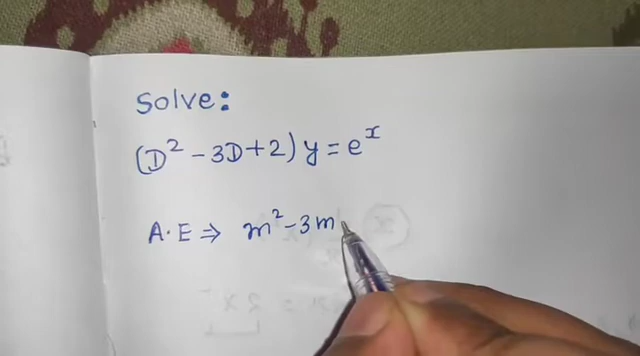 Solve:
(D² - 3D + 2) y = eˣ
A.E ⇒ m² - 3m